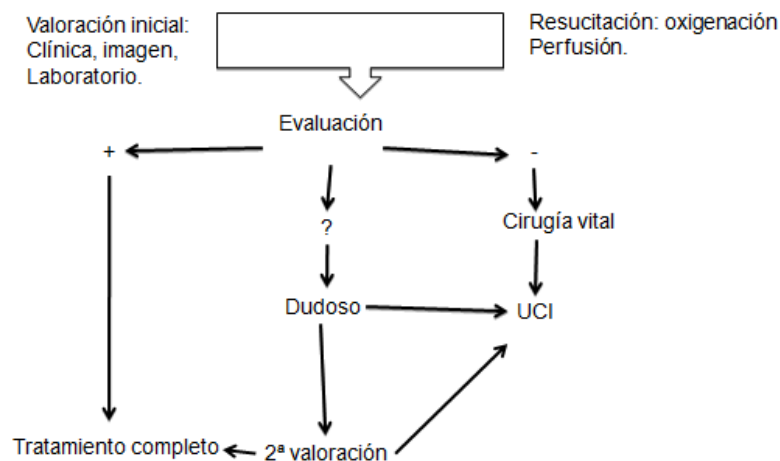 Valoración inicial:
Clínica, imagen,
Laboratorio.
Resucitación: oxigenación
Perfusión.
Evaluación
+
-
?
Cirugía vital
Dudoso
UCI
Tratamiento completo
2ª valoración